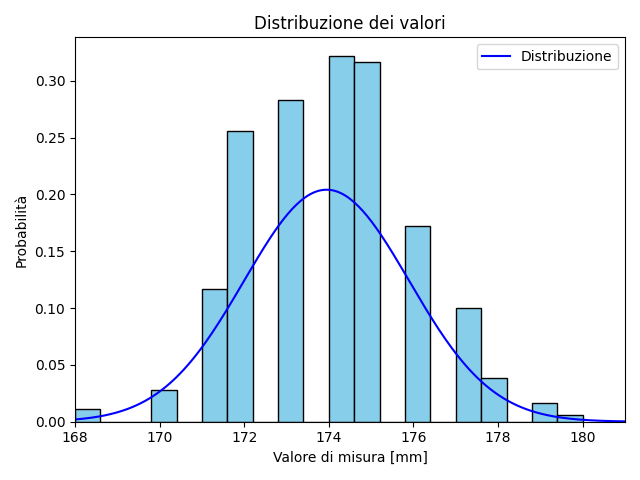 Distribuzione dei valori
Distribuzione
Probabilità
0.30
0.25
0.20
0.15
0.10
0.05
0.00
168 170 172 174 176 178 180
Valore di misura [mm]